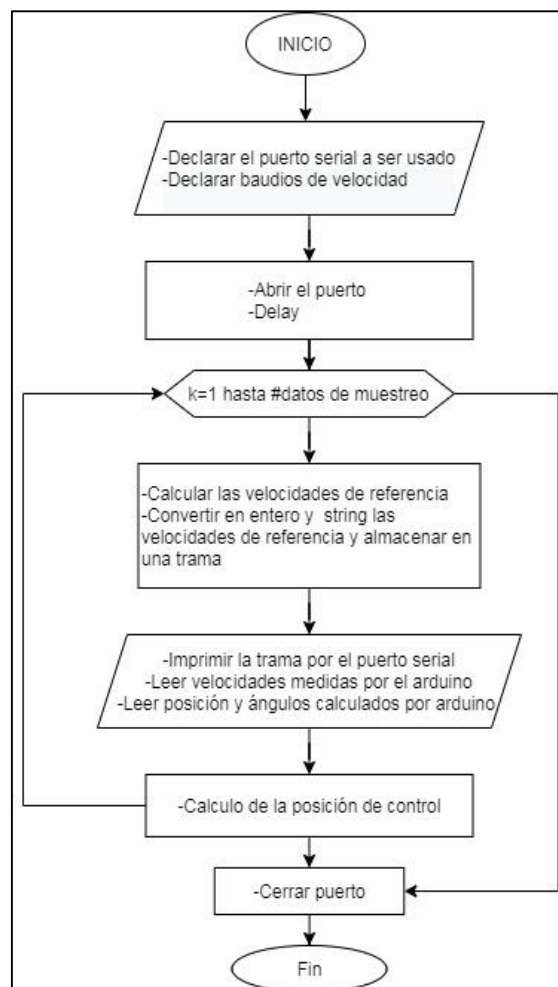 INICIO
-Declarar el puerto serial a ser usado
-Declarar baudios de velocidad
-Abrir el puerto
-Delay
k=1 hasta #datos de muestreo
-Calcular las velocidades de referencia
-Convertir en entero y string las
velocidades de referencia y almacenar en
una trama
-Imprimir la trama por el puerto serial
-Leer velocidades medidas por el arduino
-Leer posición y ángulos calculados por arduino
-Calculo de la posición de control
-Cerrar puerto
Fin